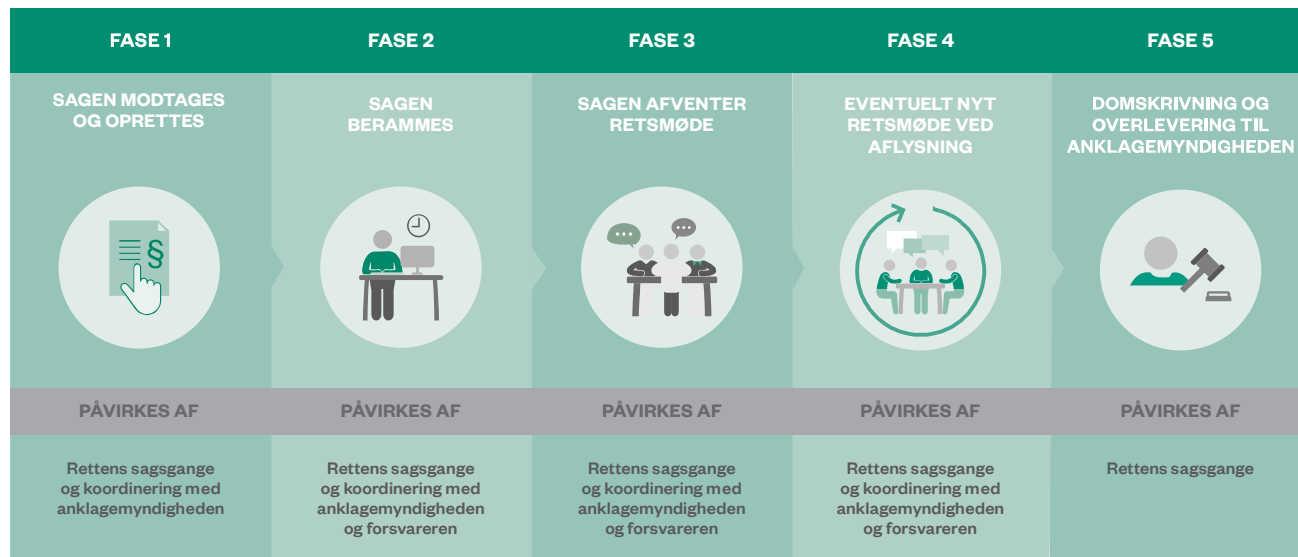 FASE 1
FASE 2
FASE 3
FASE 4
FASE 5
SAGEN MODTAGES
OG OPRETTES
SAGEN
BERAMMES
SAGEN AFVENTER
RETSMØDE
EVENTUELT NYT
RETSMØDE VED
AFLYSNING
DOMSKRIVNING OG
OVERLEVERING TIL
ANKLAGEMYNDIGHEDEN
§
PÅVIRKES AF
PÅVIRKES AF
PÅVIRKES AF
PÅVIRKES AF
PÅVIRKES AF
Rettens sagsgange
og koordinering med
anklagemyndigheden
Rettens sagsgange
og koordinering med
anklagemyndigheden
og forsvareren
Rettens sagsgange
og koordinering med
anklagemyndigheden
og forsvareren
Rettens sagsgange
og koordinering med
anklagemyndigheden
og forsvareren
Rettens sagsgange